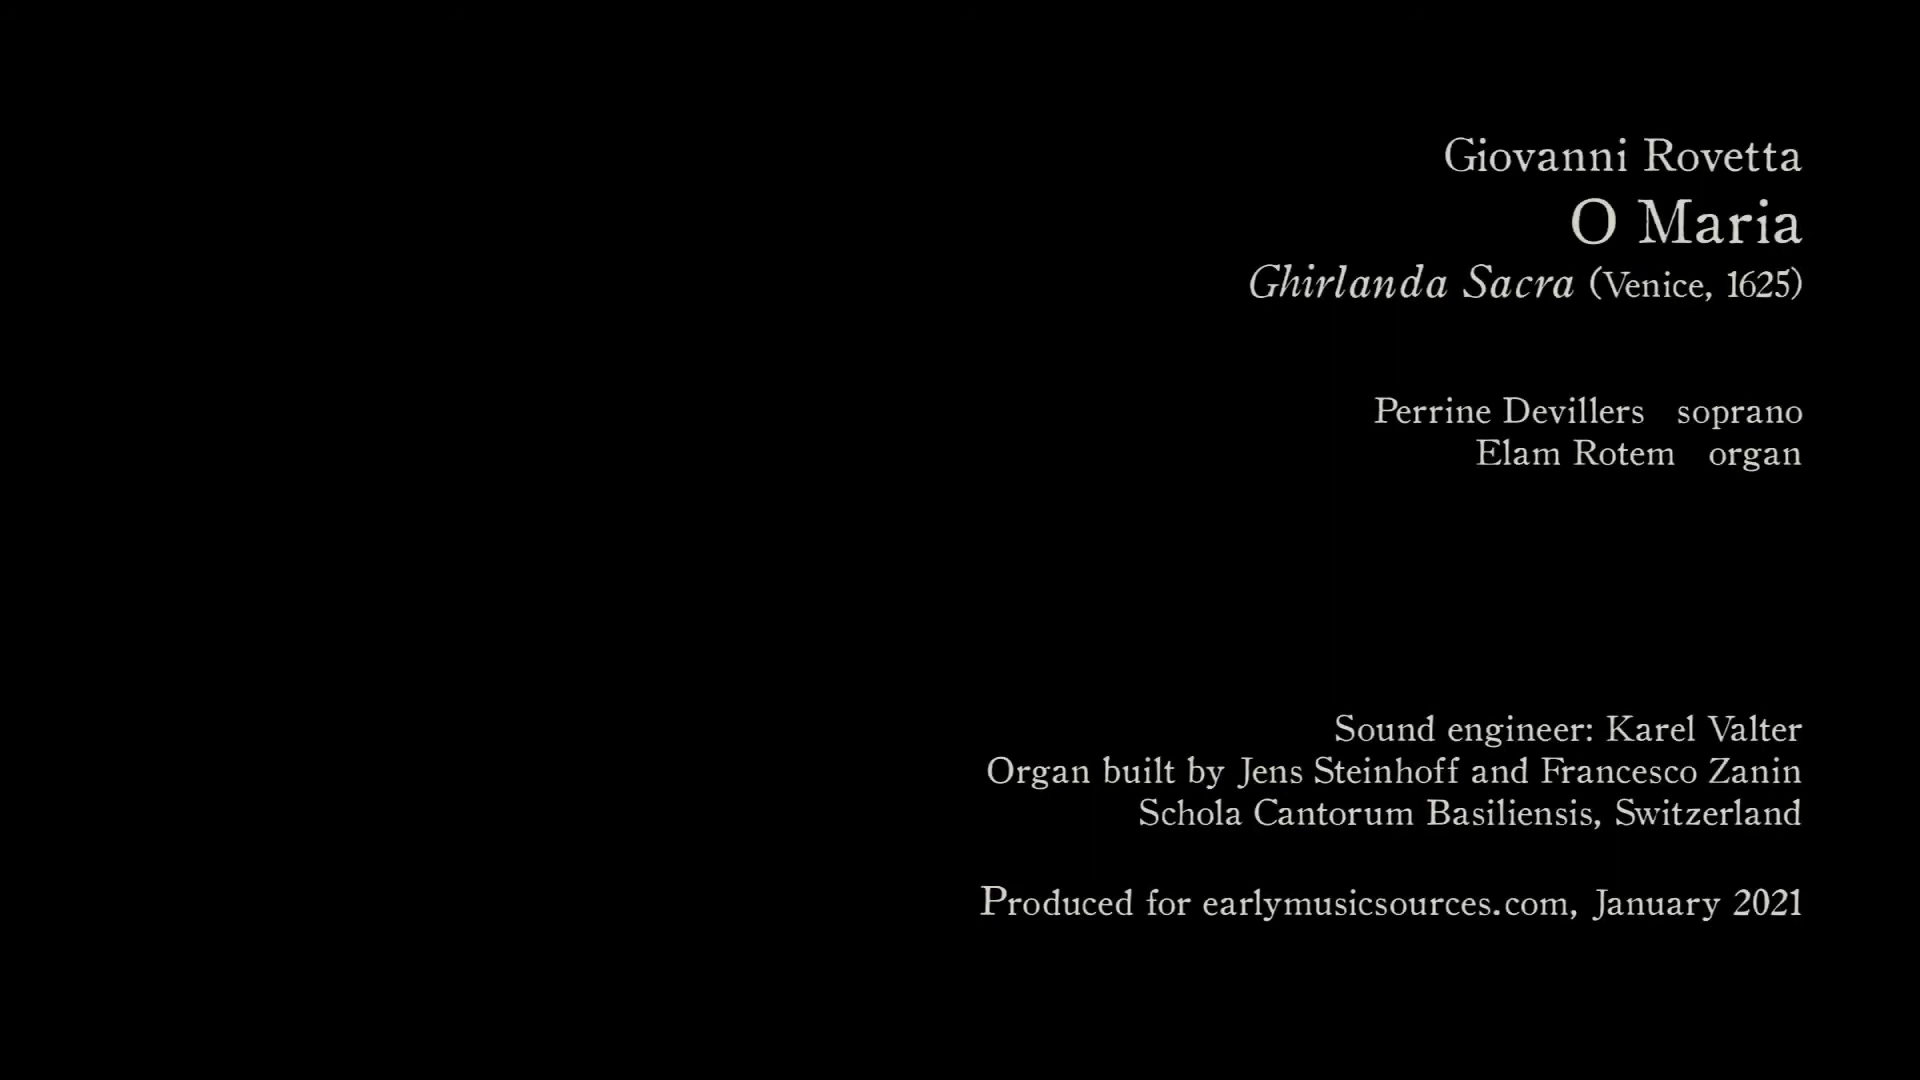 Giovanni Rovetta
O Maria
Ghirlanda Sacra (Venice, 1625)
Perrine Devillers soprano
Elam Rotem organ
Sound engineer: Karel Valter
Organ built by Jens Steinhoff and Francesco Zanin
Schola Cantorum Basiliensis, Switzerland
Produced for earlymusicsources.com, January 2021